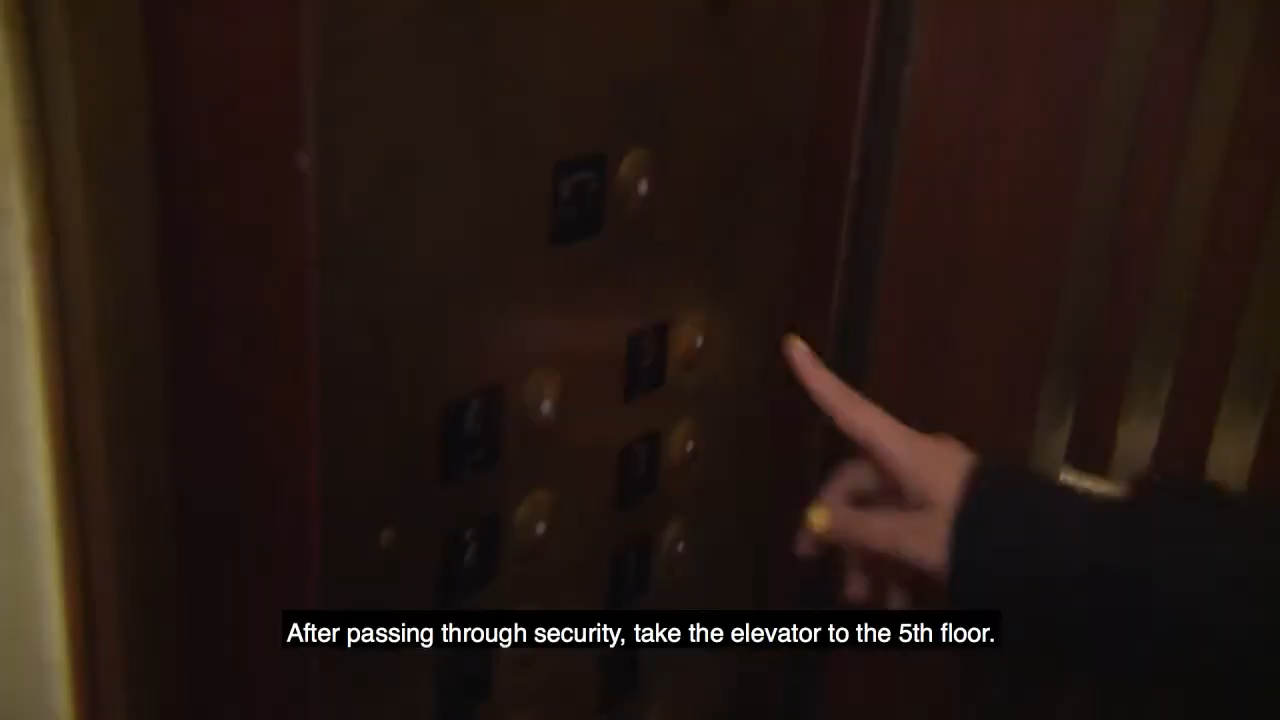 After passing through security, take the elevator to the 5th floor.